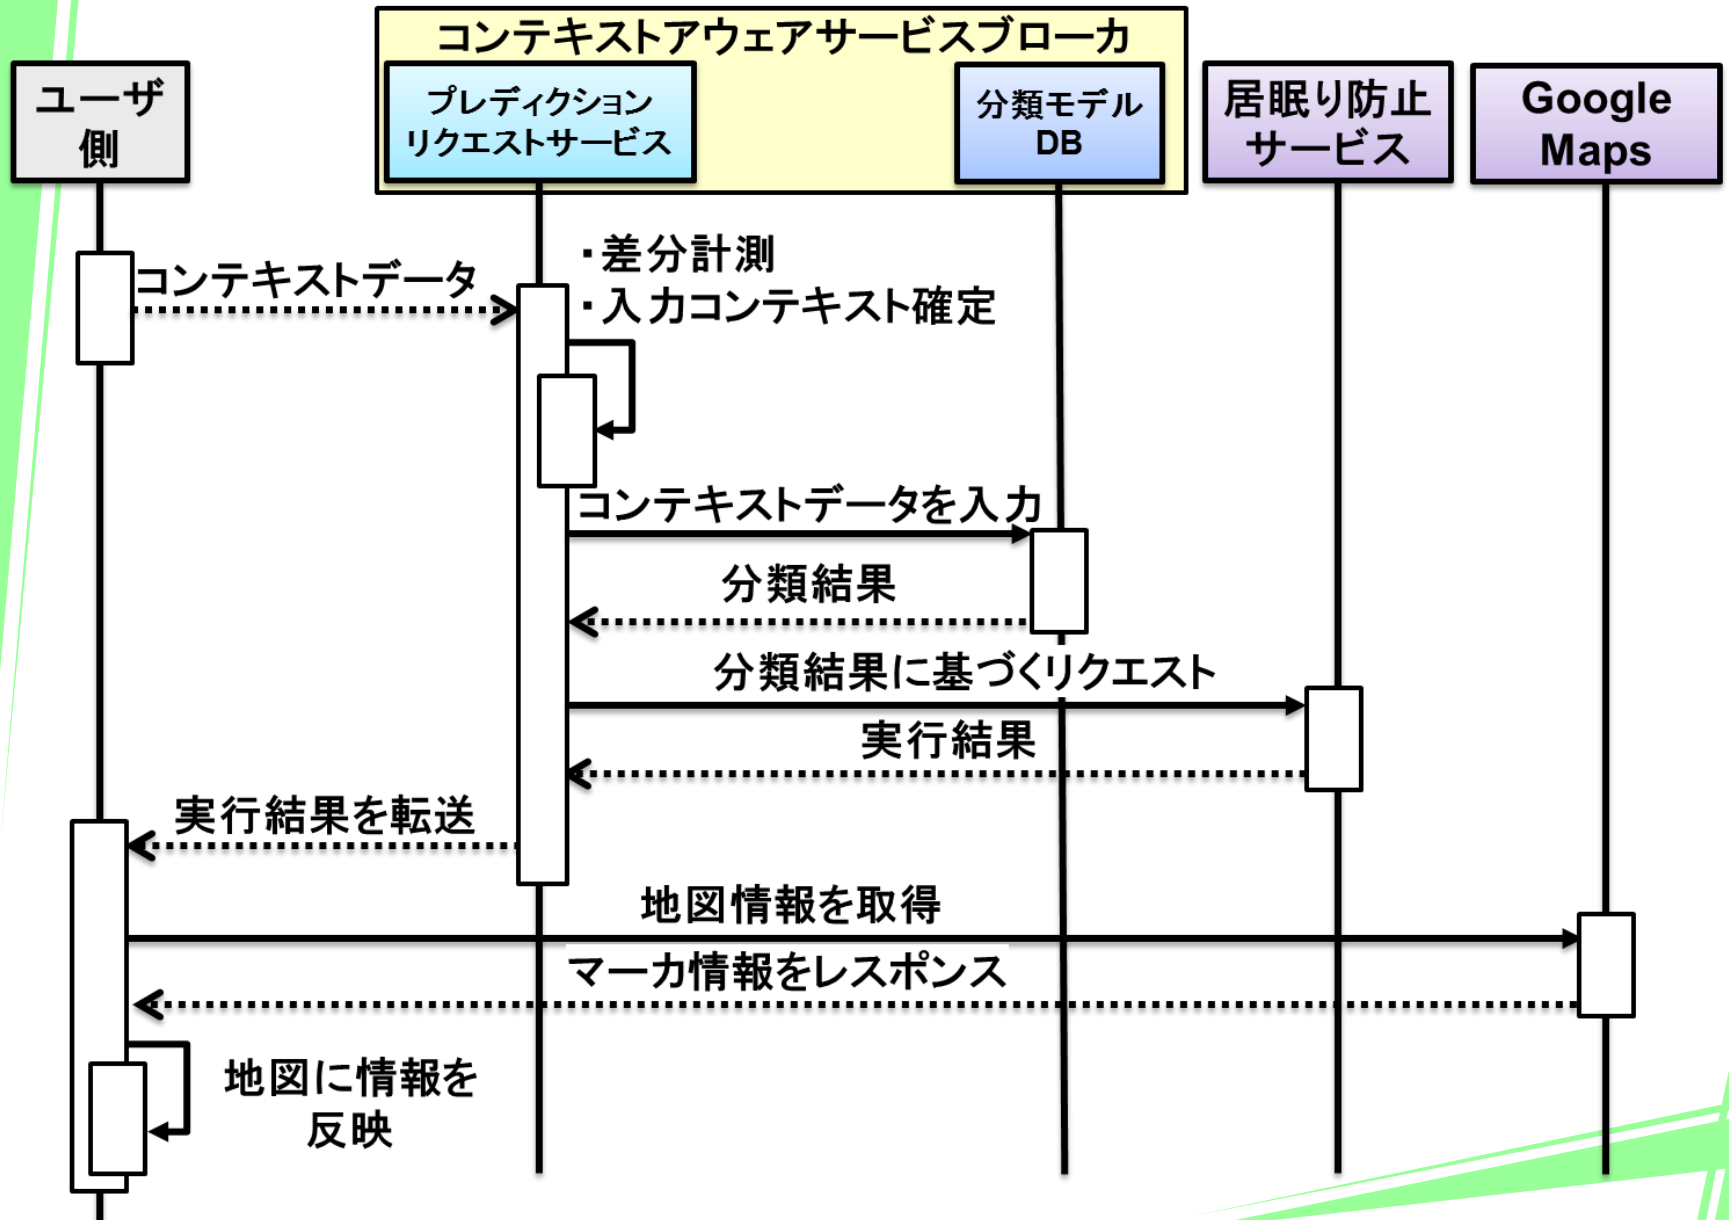 コンテキストアウェアサービスブローカ
ユーザ
側
プレディクション
リクエストサービス
分類モデル
DB
居眠り防止
サービス
Google
Maps
・差分計測
・入力コンテキスト確定
コンテキストデータ
コンテキストデータを入力
分類結果
分類結果に基づくリクエスト
実行結果
実行結果を転送
地図情報を取得
マーカ情報をレスポンス
地図に情報を
反映